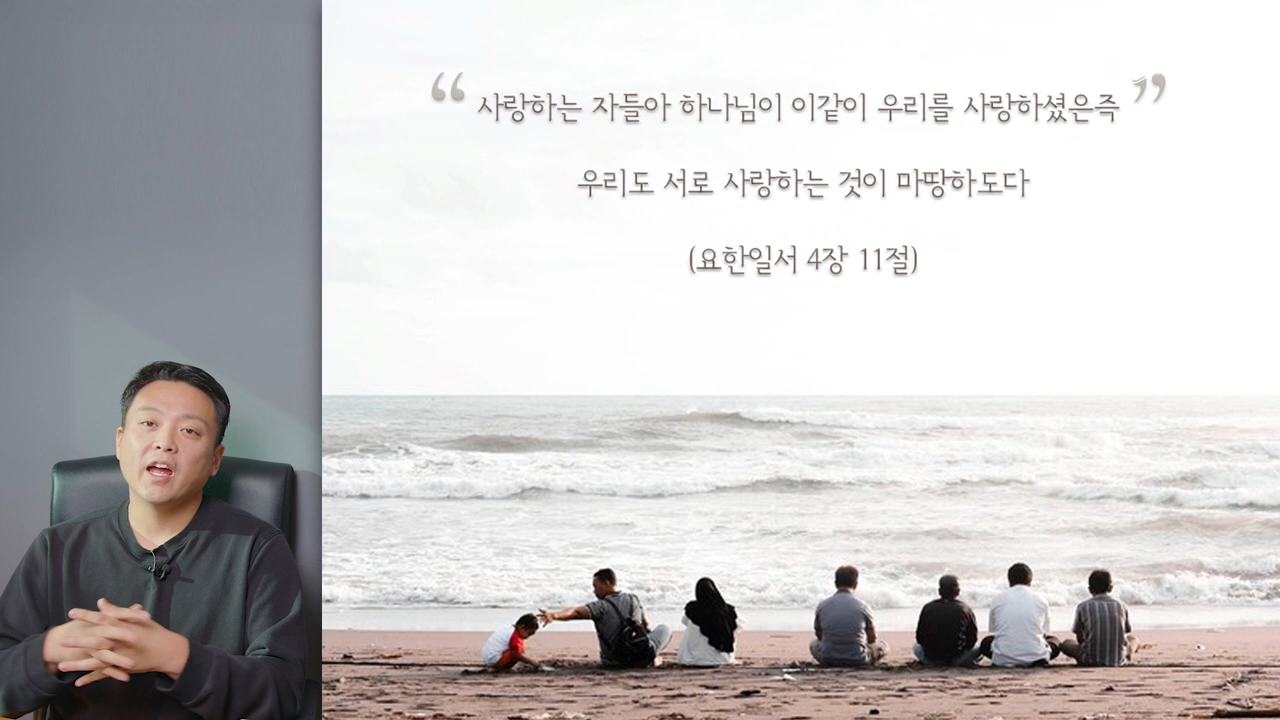 “ 사랑하는 자들아 하나님이 이같이 우리를 사랑하셨은즉 ”
우리도 서로 사랑하는 것이 마땅하도다
(요한일서 4장 11절)